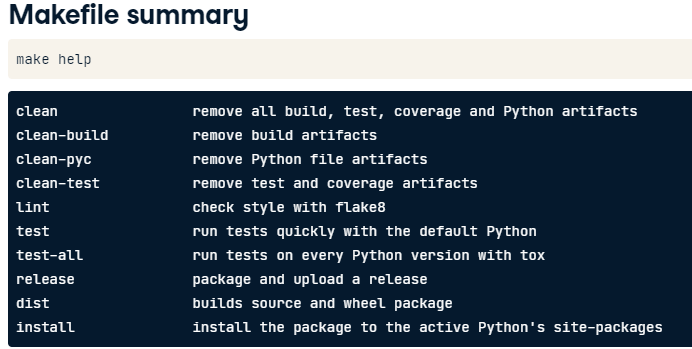 Makefile summary
make help
clean remove all build, test, coverage and Python artifacts
clean-build remove build artifacts
clean-pyc remove Python file artifacts
clean-test remove test and coverage artifacts
lint check style with flake8
test run tests quickly with the default Python
test-all run tests on every Python version with tox
release package and upload a release
dist builds source and wheel package
install install the package to the active Python's site-packages